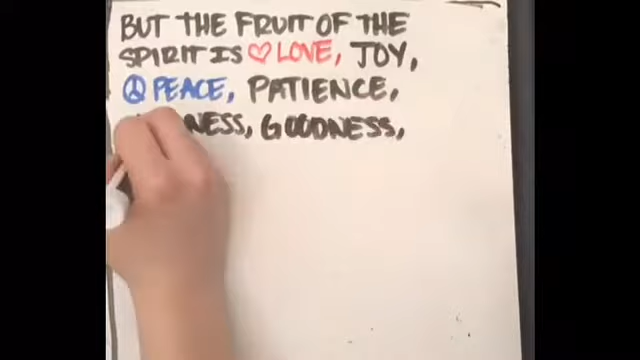 BUT THE FRUIT OF THE
SPIRIT IS LOVE, JOY,
PEACE, PATIENCE,
GOODNESS,